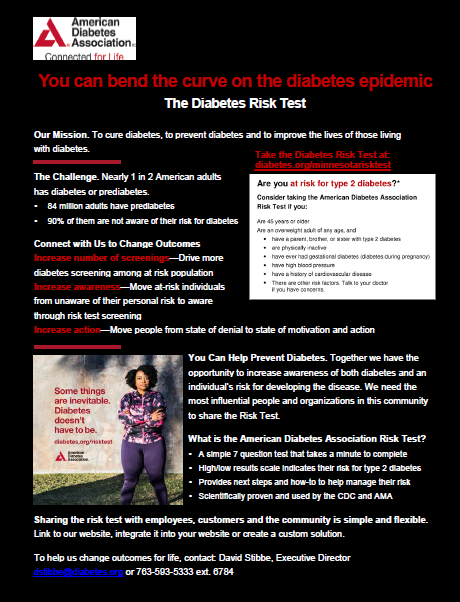 American
Diabetes
Association®
Connected for Life
You can bend the curve on the diabetes epidemic
The Diabetes Risk Test
Our Mission. To cure diabetes, to prevent diabetes and to improve the lives of those living
with diabetes.
Take the Diabetes Risk Test at:
diabetes.org/minnesotarisktest
The Challenge. Nearly 1 in 2 American adults
has diabetes or prediabetes.
• 84 million adults have prediabetes
• 90% of them are not aware of their risk for diabetes
Are you at risk for type 2 diabetes?*
Consider taking the American Diabetes Association
Risk Test if you:
Are 45 years or older
Are an overweight adult of any age, and
• have a parent, brother, or sister with type 2 diabetes
• are physically inactive
• have ever had gestational diabetes (diabetes during pregnancy)
• have high blood pressure
• have a history of cardiovascular disease
• There are other risk factors. Talk to your doctor
if you have concerns.
Connect with Us to Change Outcomes
Increase number of screenings—Drive more
diabetes screening among at risk population
Increase awareness—Move at-risk individuals
from unaware of their personal risk to aware
through risk test screening
Increase action—Move people from state of denial to state of motivation and action
Some things
are inevitable.
Diabetes
doesn't
have to be.
diabetes.org/risktest
American
Diabetes
Association.
You Can Help Prevent Diabetes. Together we have the
opportunity to increase awareness of both diabetes and an
individual's risk for developing the disease. We need the
most influential people and organizations in this community
to share the Risk Test.
What is the American Diabetes Association Risk Test?
• A simple 7 question test that takes a minute to complete
• High/low results scale indicates their risk for type 2 diabetes
• Provides next steps and how-to to help manage their risk
• Scientifically proven and used by the CDC and AMA
Sharing the risk test with employees, customers and the community is simple and flexible.
Link to our website, integrate it into your website or create a custom solution.
To help us change outcomes for life, contact: David Stibbe, Executive Director
dstibbe@diabetes.org or 763-593-5333 ext. 6784